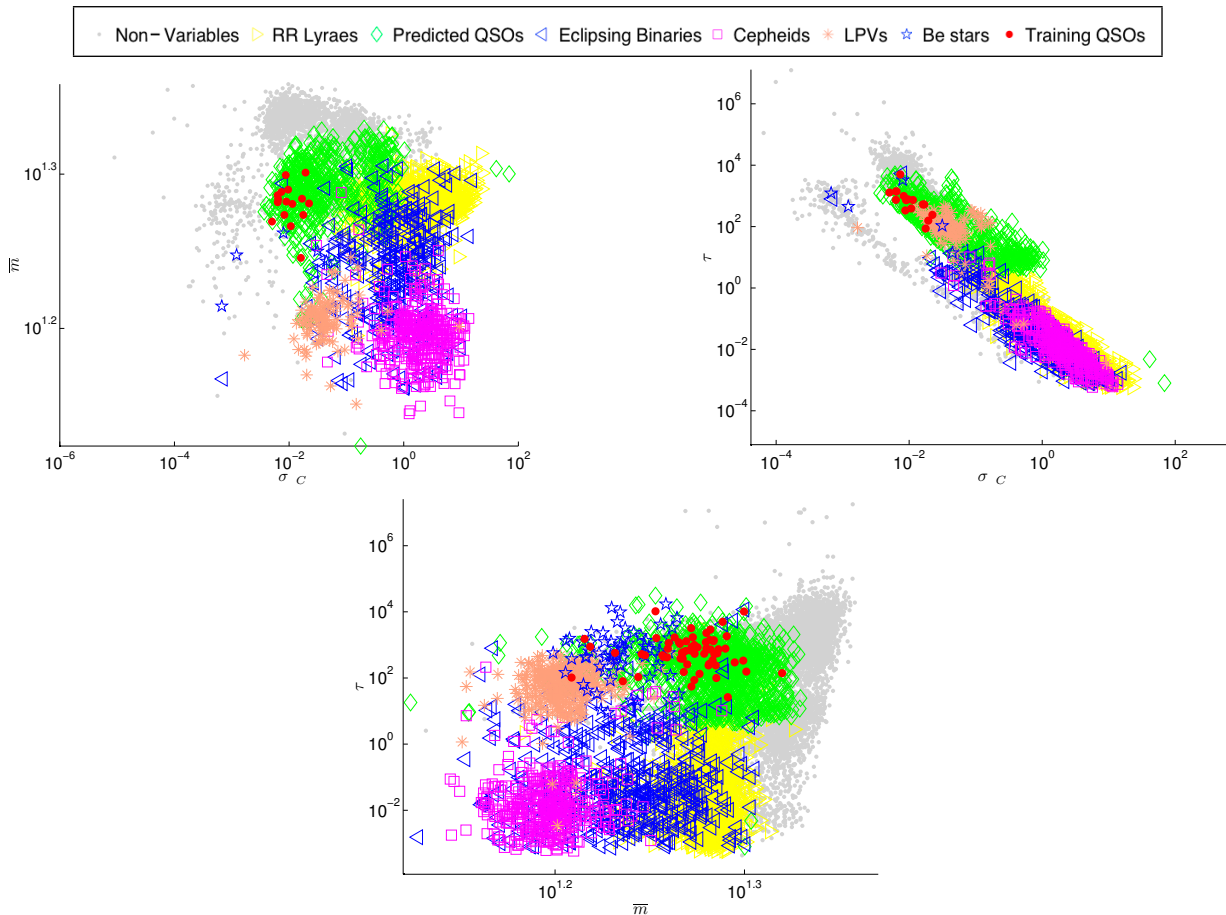 Non−Variables RR Lyraes Predicted QSOs Eclipsing Binaries Cepheids LPVs Be stars Training QSOs
10^1.3
10^1.2
m̅
10^−6 10^−4 10^−2 10^0 10^2
σ_C
10^6
10^4
10^2
10^0
10^−2
10^−4
τ
10^−4 10^−2 10^0 10^2
σ_C
10^6
10^4
10^2
10^0
10^−2
τ
10^1.2 10^1.3
m̅